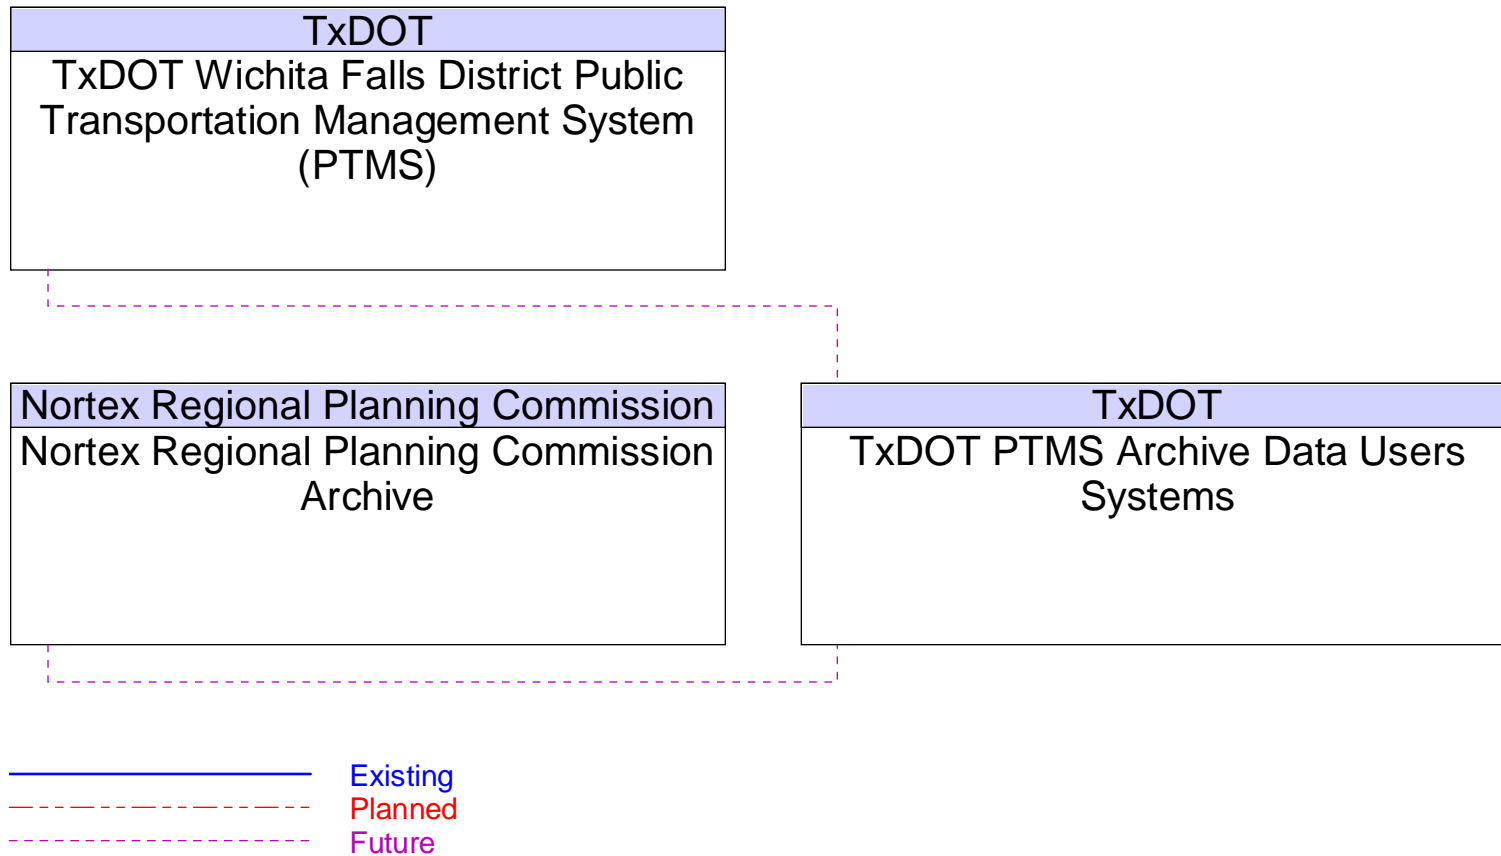 TxDOT
TxDOT Wichita Falls District Public
Transportation Management System
(PTMS)
Nortex Regional Planning Commission
Nortex Regional Planning Commission
Archive
TxDOT
TxDOT PTMS Archive Data Users
Systems
Existing
Planned
Future